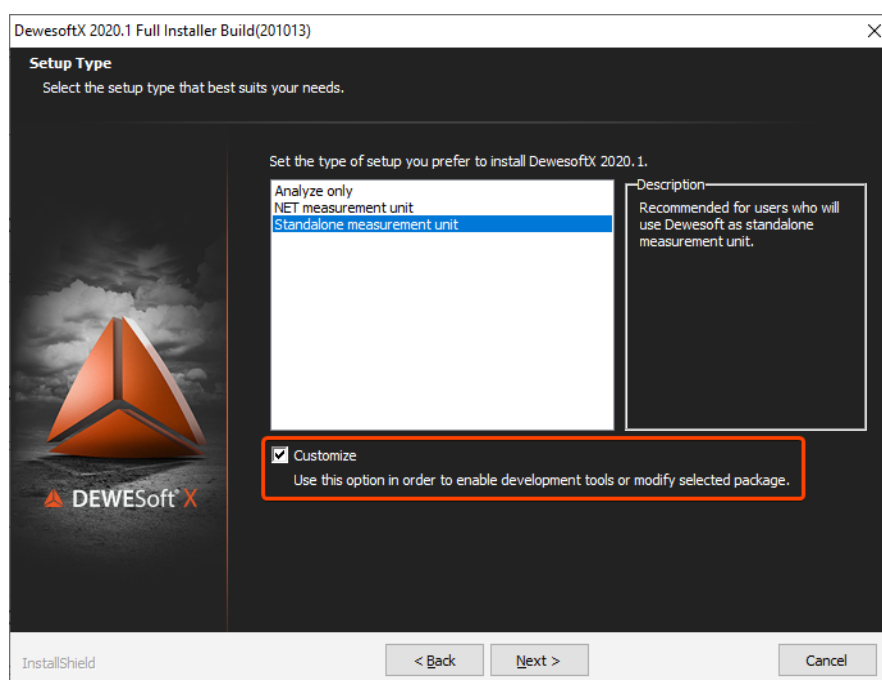 DewesoftX 2020.1 Full Installer Build(201013)
Setup Type
Select the setup type that best suits your needs.
Set the type of setup you prefer to install DewesoftX 2020.1.
Analyze only
NET measurement unit
Standalone measurement unit
Description
Recommended for users who will
use Dewesoft as standalone
measurement unit.
Customize
Use this option in order to enable development tools or modify selected package.
DEWESoft® X
InstallShield
< Back
Next >
Cancel